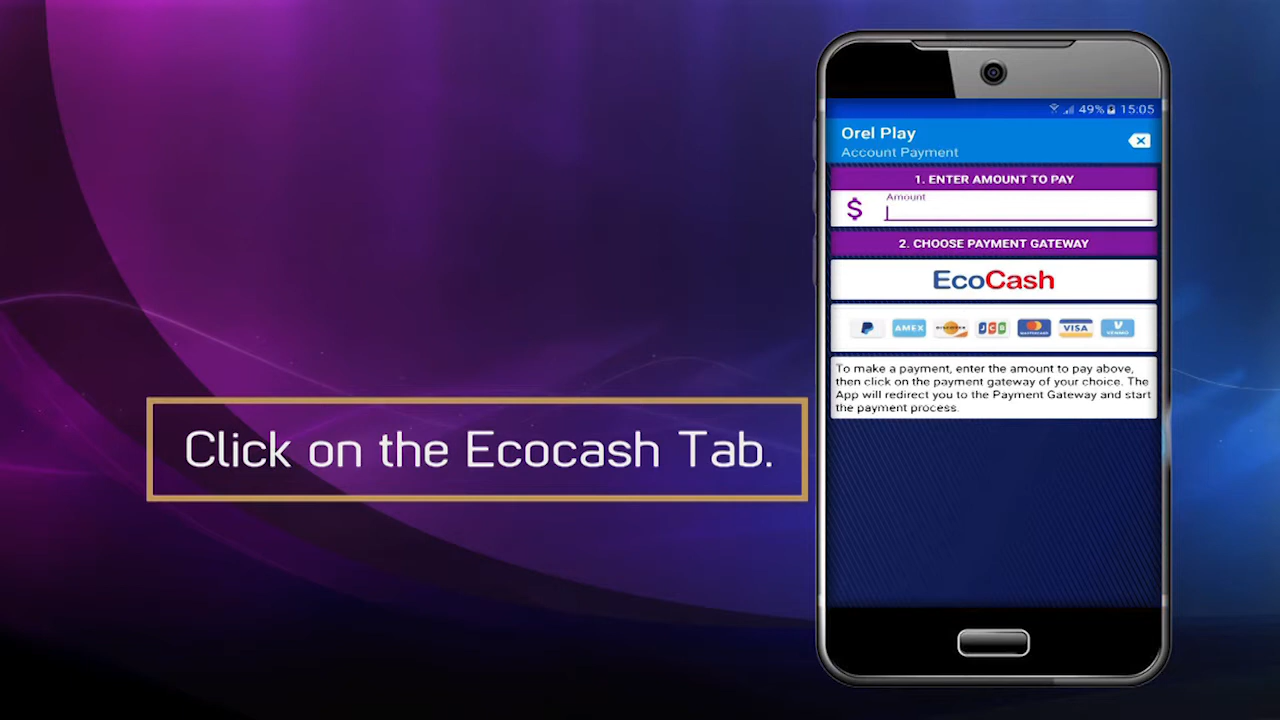 49% 15:05
Orel Play
Account Payment
1. ENTER AMOUNT TO PAY
Amount
$
2. CHOOSE PAYMENT GATEWAY
EcoCash
AMEX DISCOVER JCB VISA
To make a payment, enter the amount to pay above,
then click on the payment gateway of your choice. The
App will redirect you to the Payment Gateway and start
the payment process.
Click on the Ecocash Tab.